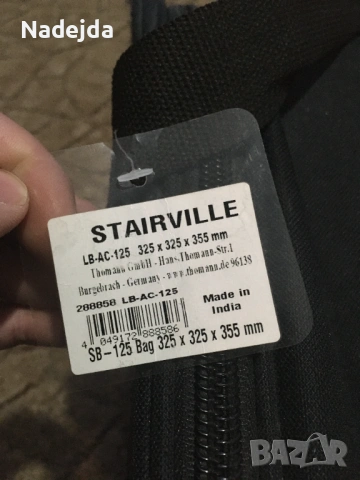 Nadejda
STAIRVILLE
LB-AC-125 325 x 325 x 355 mm
Thomann GmbH - Hans-Thomann-Str.1
Burgebrach - Germany - www.thomann.de 96138
288858 LB-AC-125
Made in
India
4 049172 888586
SB-125 Bag 325 x 325 x 355 mm
BAZAR